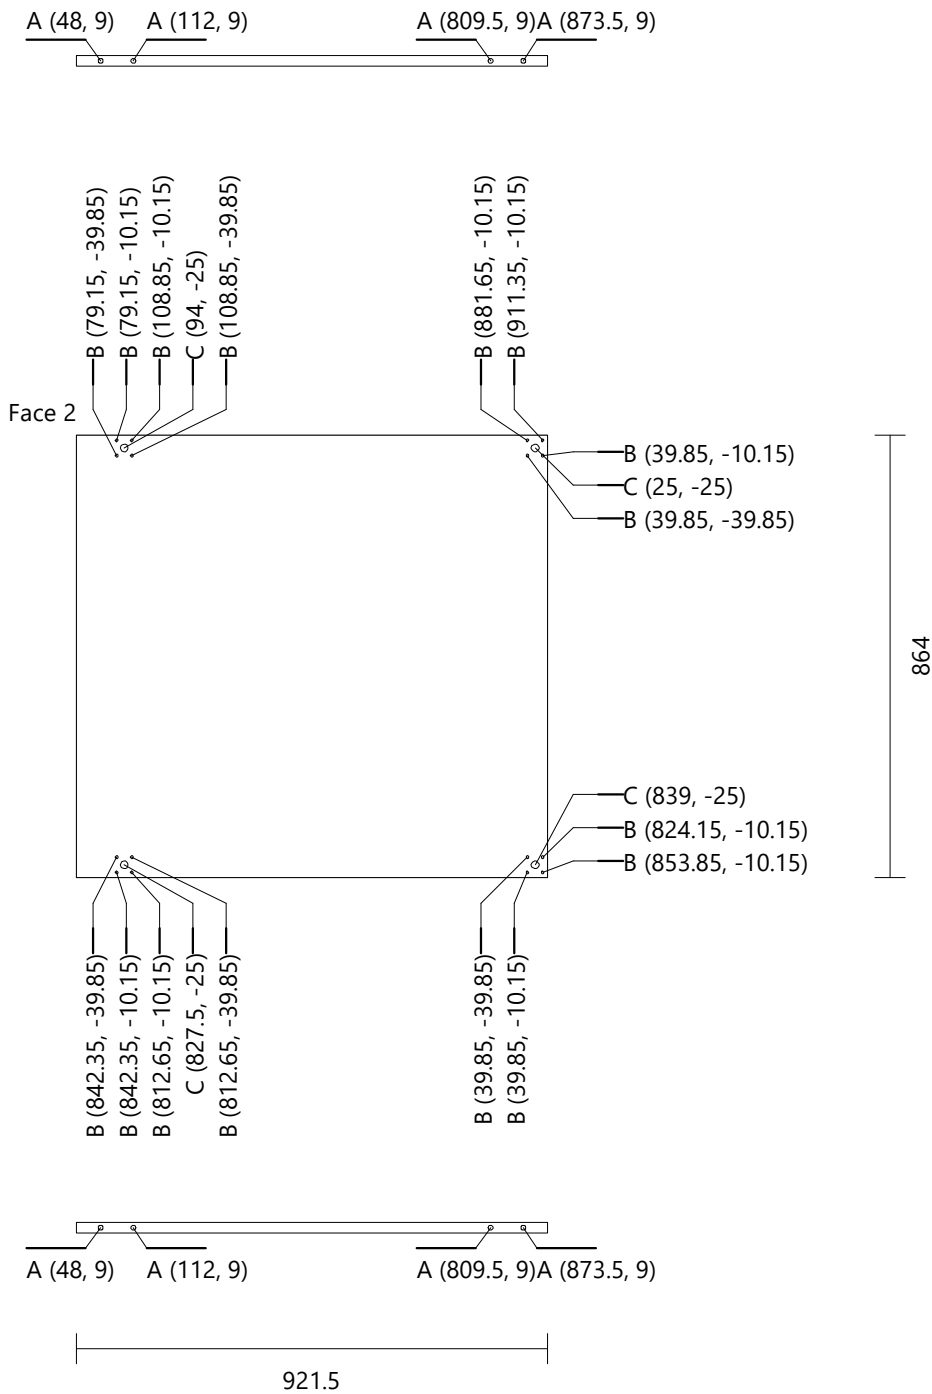 A (48, 9)
A (112, 9)
A (809.5, 9)
A (873.5, 9)
B (79.15, -39.85)
B (79.15, -10.15)
B (108.85, -10.15)
C (94, -25)
B (108.85, -39.85)
B (881.65, -10.15)
B (911.35, -10.15)
Face 2
B (39.85, -10.15)
C (25, -25)
B (39.85, -39.85)
864
C (839, -25)
B (824.15, -10.15)
B (853.85, -10.15)
B (842.35, -39.85)
B (842.35, -10.15)
B (812.65, -10.15)
C (827.5, -25)
B (812.65, -39.85)
B (39.85, -39.85)
B (39.85, -10.15)
A (48, 9)
A (112, 9)
A (809.5, 9)
A (873.5, 9)
921.5